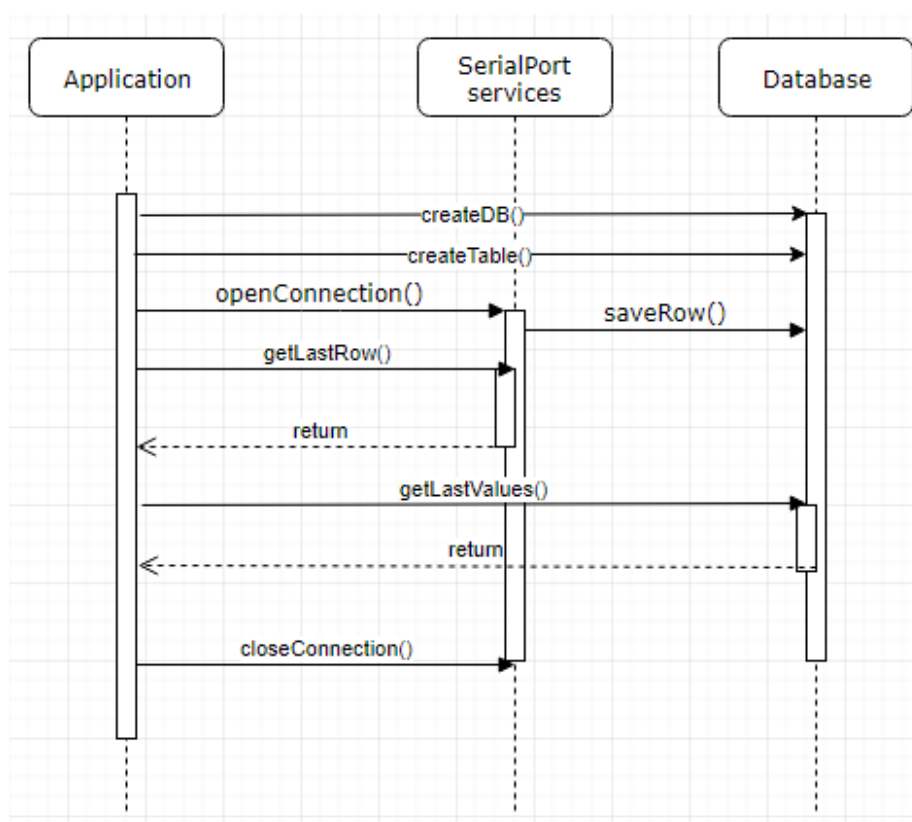 Application
SerialPort
services
Database
createDB()
createTable()
openConnection()
saveRow()
getLastRow()
return
getLastValues()
return
closeConnection()